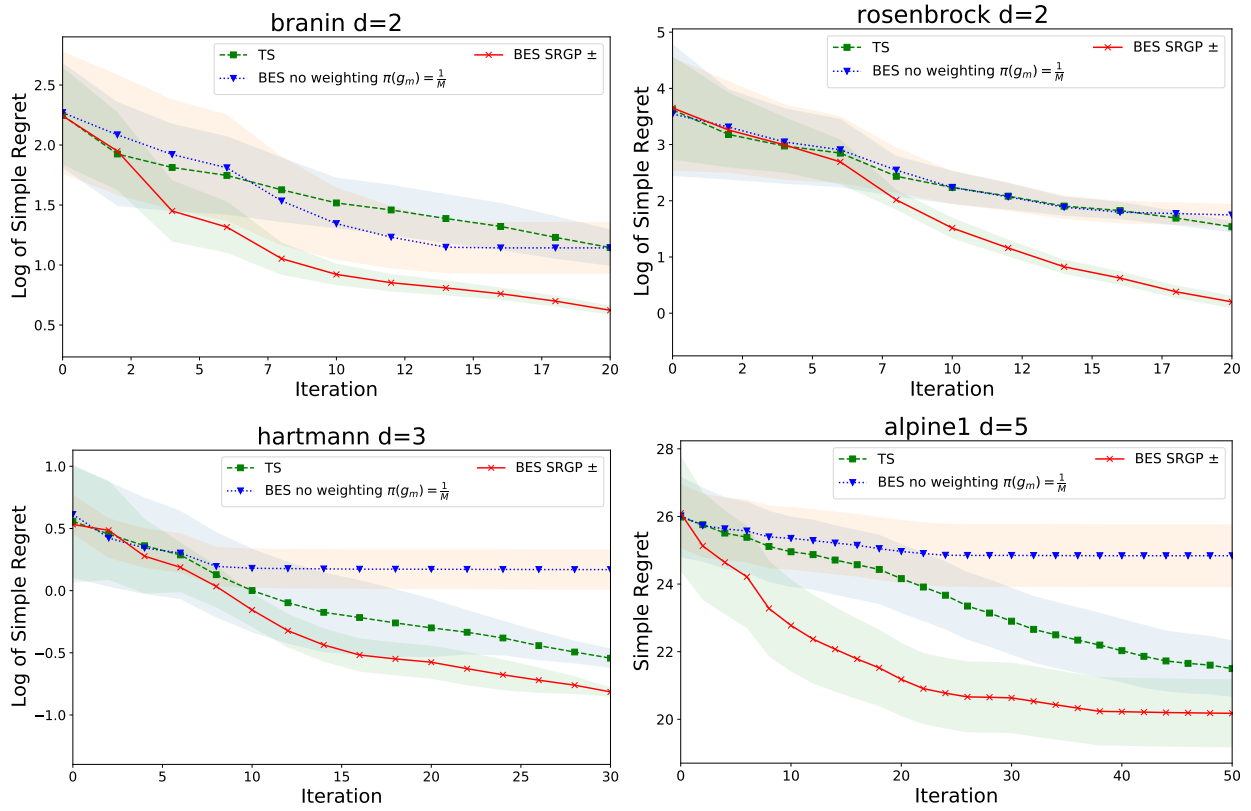 branin d=2
TS
BES no weighting π(gₘ) = 1/M
BES SRGP ±
Log of Simple Regret
2.5
2.0
1.5
1.0
0.5
0 2 5 7 10 12 15 17 20
Iteration
rosenbrock d=2
TS
BES no weighting π(gₘ) = 1/M
BES SRGP ±
Log of Simple Regret
5
4
3
2
1
0
0 2 5 7 10 12 15 17 20
Iteration
hartmann d=3
TS
BES no weighting π(gₘ) = 1/M
BES SRGP ±
Log of Simple Regret
1.0
0.5
0.0
−0.5
−1.0
0 5 10 15 20 25 30
Iteration
alpine1 d=5
TS
BES no weighting π(gₘ) = 1/M
BES SRGP ±
Simple Regret
28
26
24
22
20
0 10 20 30 40 50
Iteration